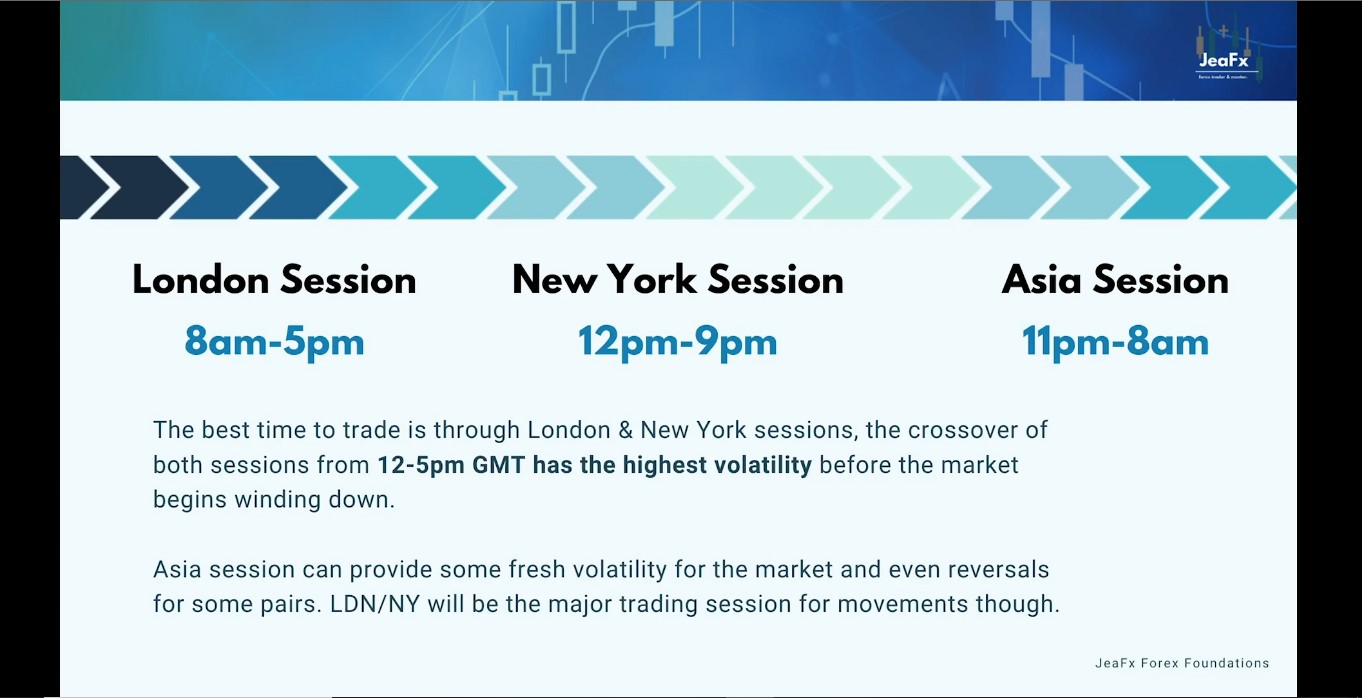 JeaFx
forex trader & mentor.
London Session
8am-5pm
New York Session
12pm-9pm
Asia Session
11pm-8am
The best time to trade is through London & New York sessions, the crossover of
both sessions from 12-5pm GMT has the highest volatility before the market
begins winding down.
Asia session can provide some fresh volatility for the market and even reversals
for some pairs. LDN/NY will be the major trading session for movements though.
JeaFx Forex Foundations